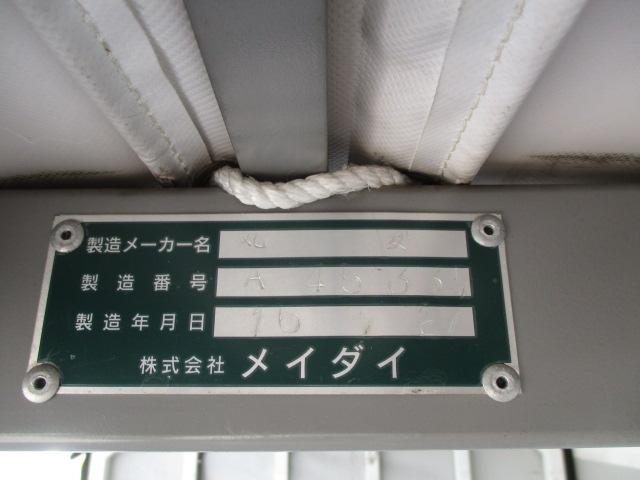 製造メーカー名
製造番号 A
製造年月日 16
株式会社 メイダイ